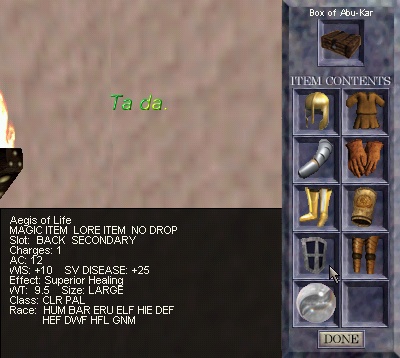 Box of Abu-Kar
ITEM CONTENTS
Ta da.
Aegis of Life
MAGIC ITEM LORE ITEM NO DROP
Slot: BACK SECONDARY
Charges: 1
AC: 12
WIS: +10 SV DISEASE: +25
Effect: Superior Healing
WT: 9.5 Size: LARGE
Class: CLR PAL
Race: HUM BAR ERU ELF HIE DEF
HEF DWF HFL GNM
DONE